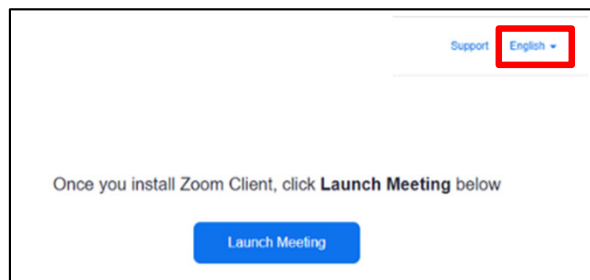 Support English
Once you install Zoom Client, click Launch Meeting below
Launch Meeting